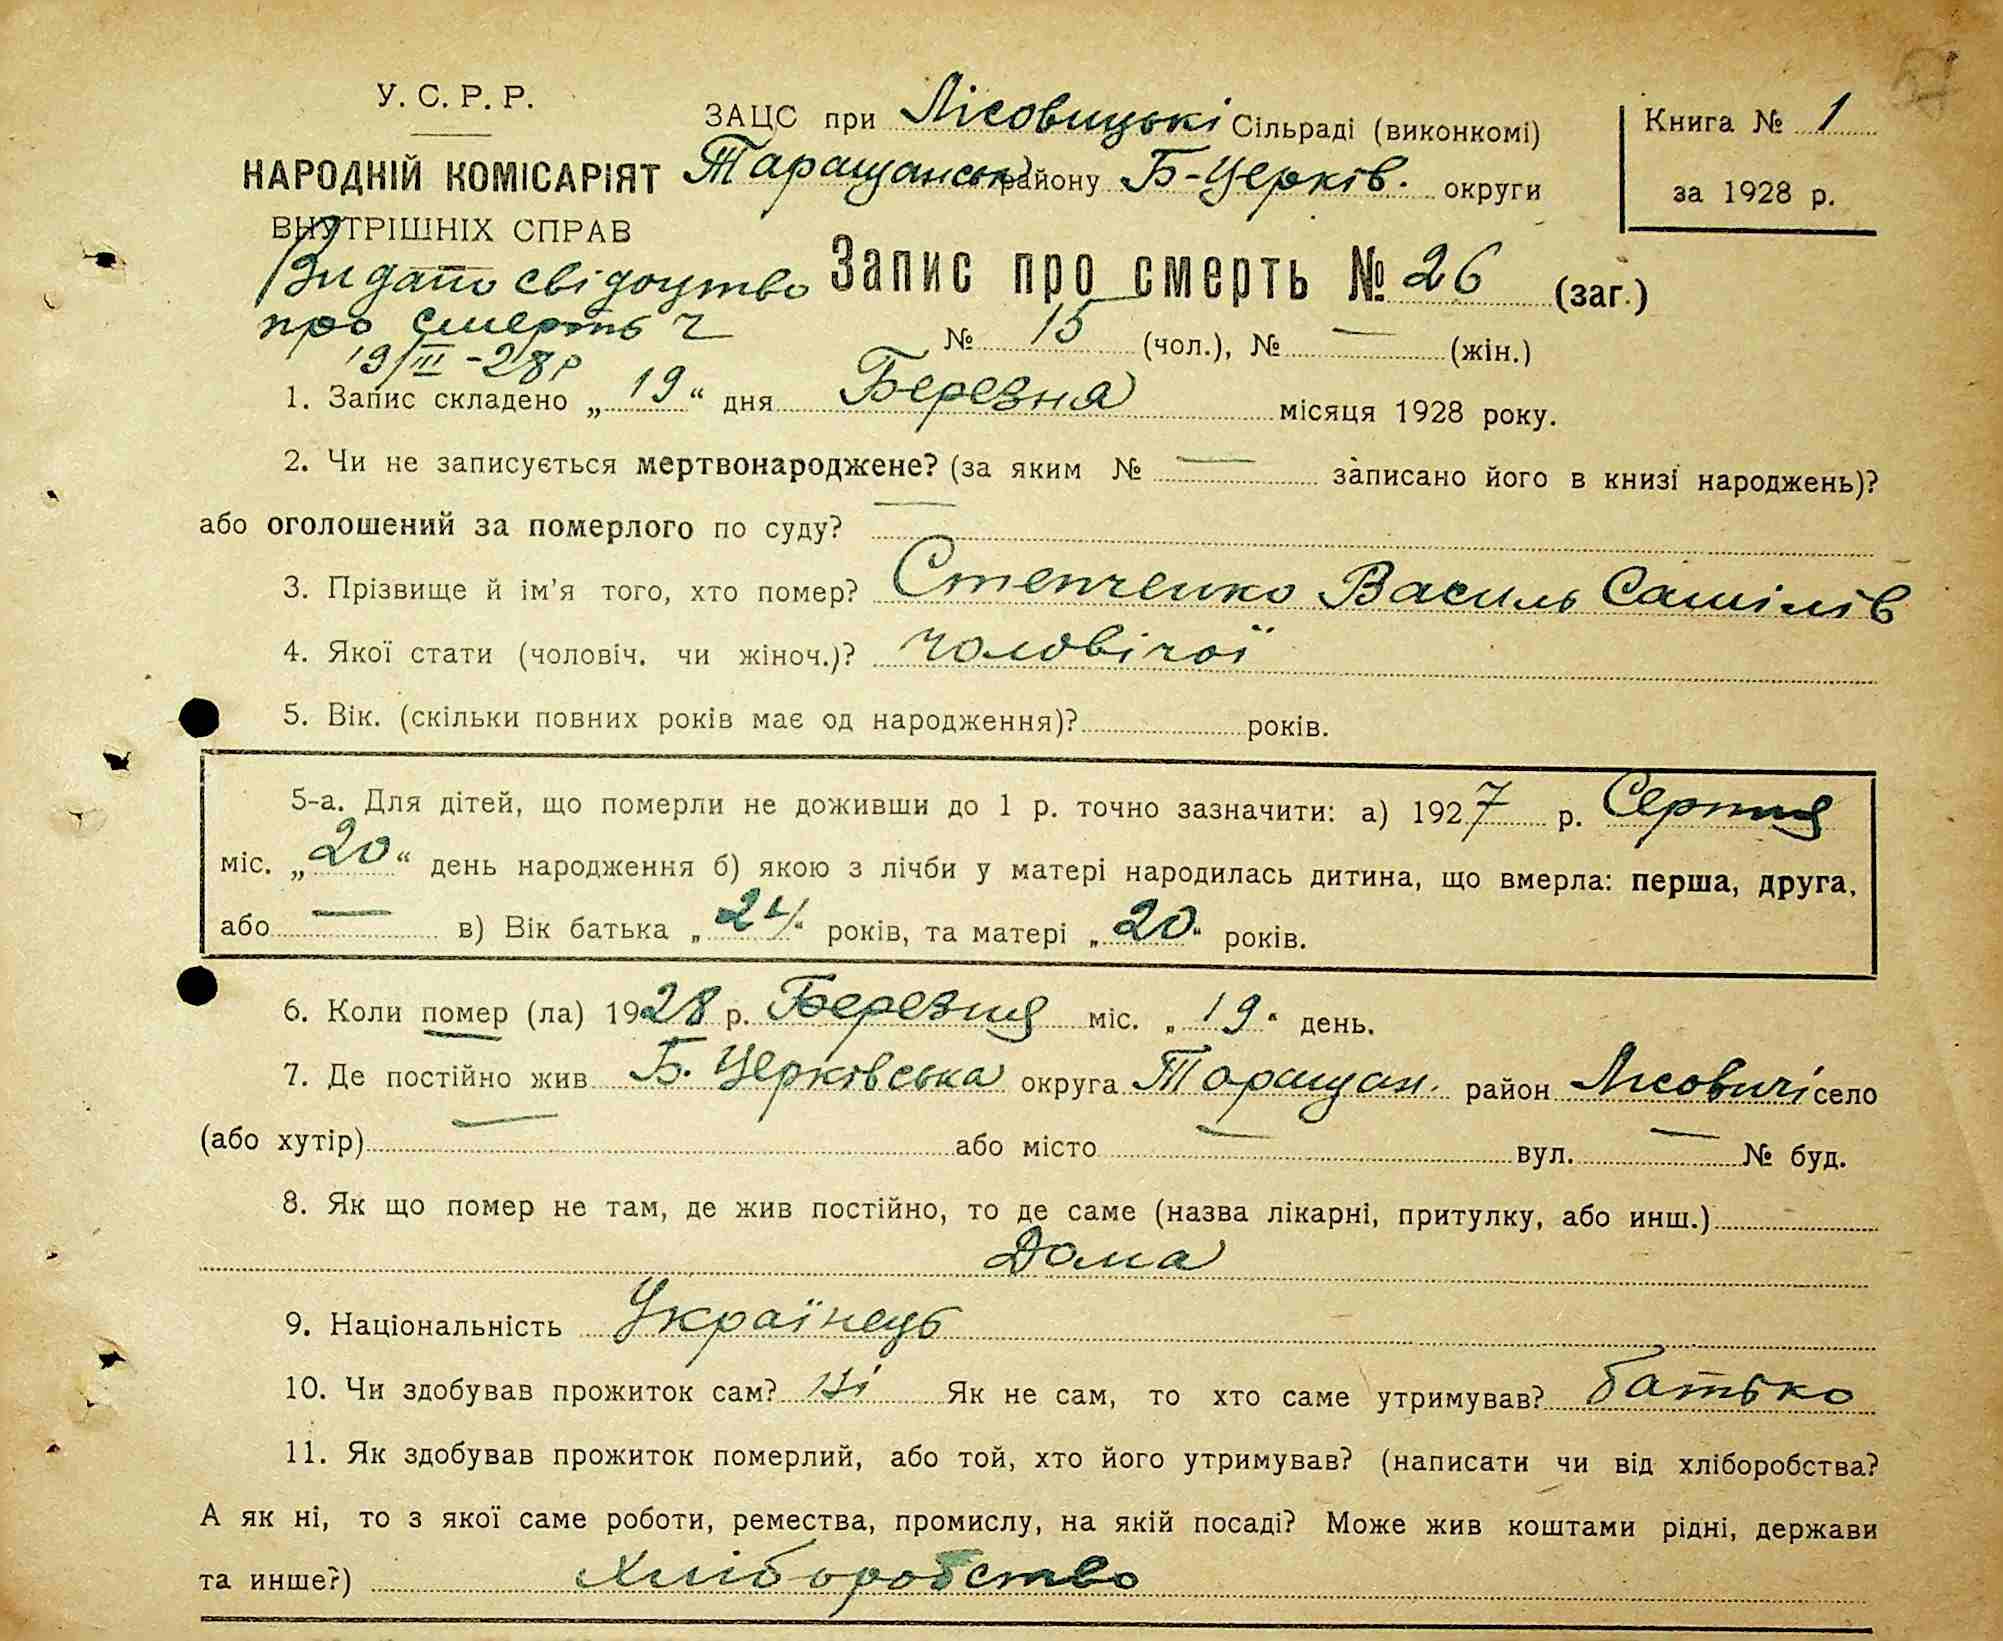 У. С. Р. Р.
НАРОДНІЙ КОМІСАРІЯТ
ВНУТРІШНІХ СПРАВ
ЗАЦС при Лісовицькі Сільраді (виконкомі)
Таращанськ району Б-Церків. округи
Книга № 1
за 1928 р.
Видано свідоцтво
про смерть
19/III-28р
Запис про смерть № 26 (заг.)
№ 15 (чол.), № — (жін.)
1. Запис складено „19“ дня Березня місяця 1928 року.
2. Чи не записується мертвонароджене? (за яким № — записано його в книзі народжень)?
або оголошений за померлого по суду? —
3. Прізвище й ім'я того, хто помер? Степченко Василь
4. Якої стати (чоловіч. чи жіноч.)? чоловічої
5. Вік. (скільки повних років має од народження)? років.
5-а. Для дітей, що померли не доживши до 1 р. точно зазначити: а) 1927 р. Серпня
міс. „20“ день народження б) якою з лічби у матері народилась дитина, що вмерла: перша, друга,
або — в) Вік батька „24“ років, та матері „20“ років.
6. Коли помер (ла) 1928 р. Березня міс. „19“ день.
7. Де постійно жив Б. Церківська округа Таращан. район Лісовичі село
(або хутір) — або місто — вул. — № буд.
8. Як що помер не там, де жив постійно, то де саме (назва лікарні, притулку, або инш.)
Дома
9. Національність Українець
10. Чи здобував прожиток сам? Ні Як не сам, то хто саме утримував? батько
11. Як здобував прожиток померлий, або той, хто його утримував? (написати чи від хліборобства?
А як ні, то з якої саме роботи, ремества, промислу, на якій посаді? Може жив коштами рідні, держави
та инше?) Хліборобство